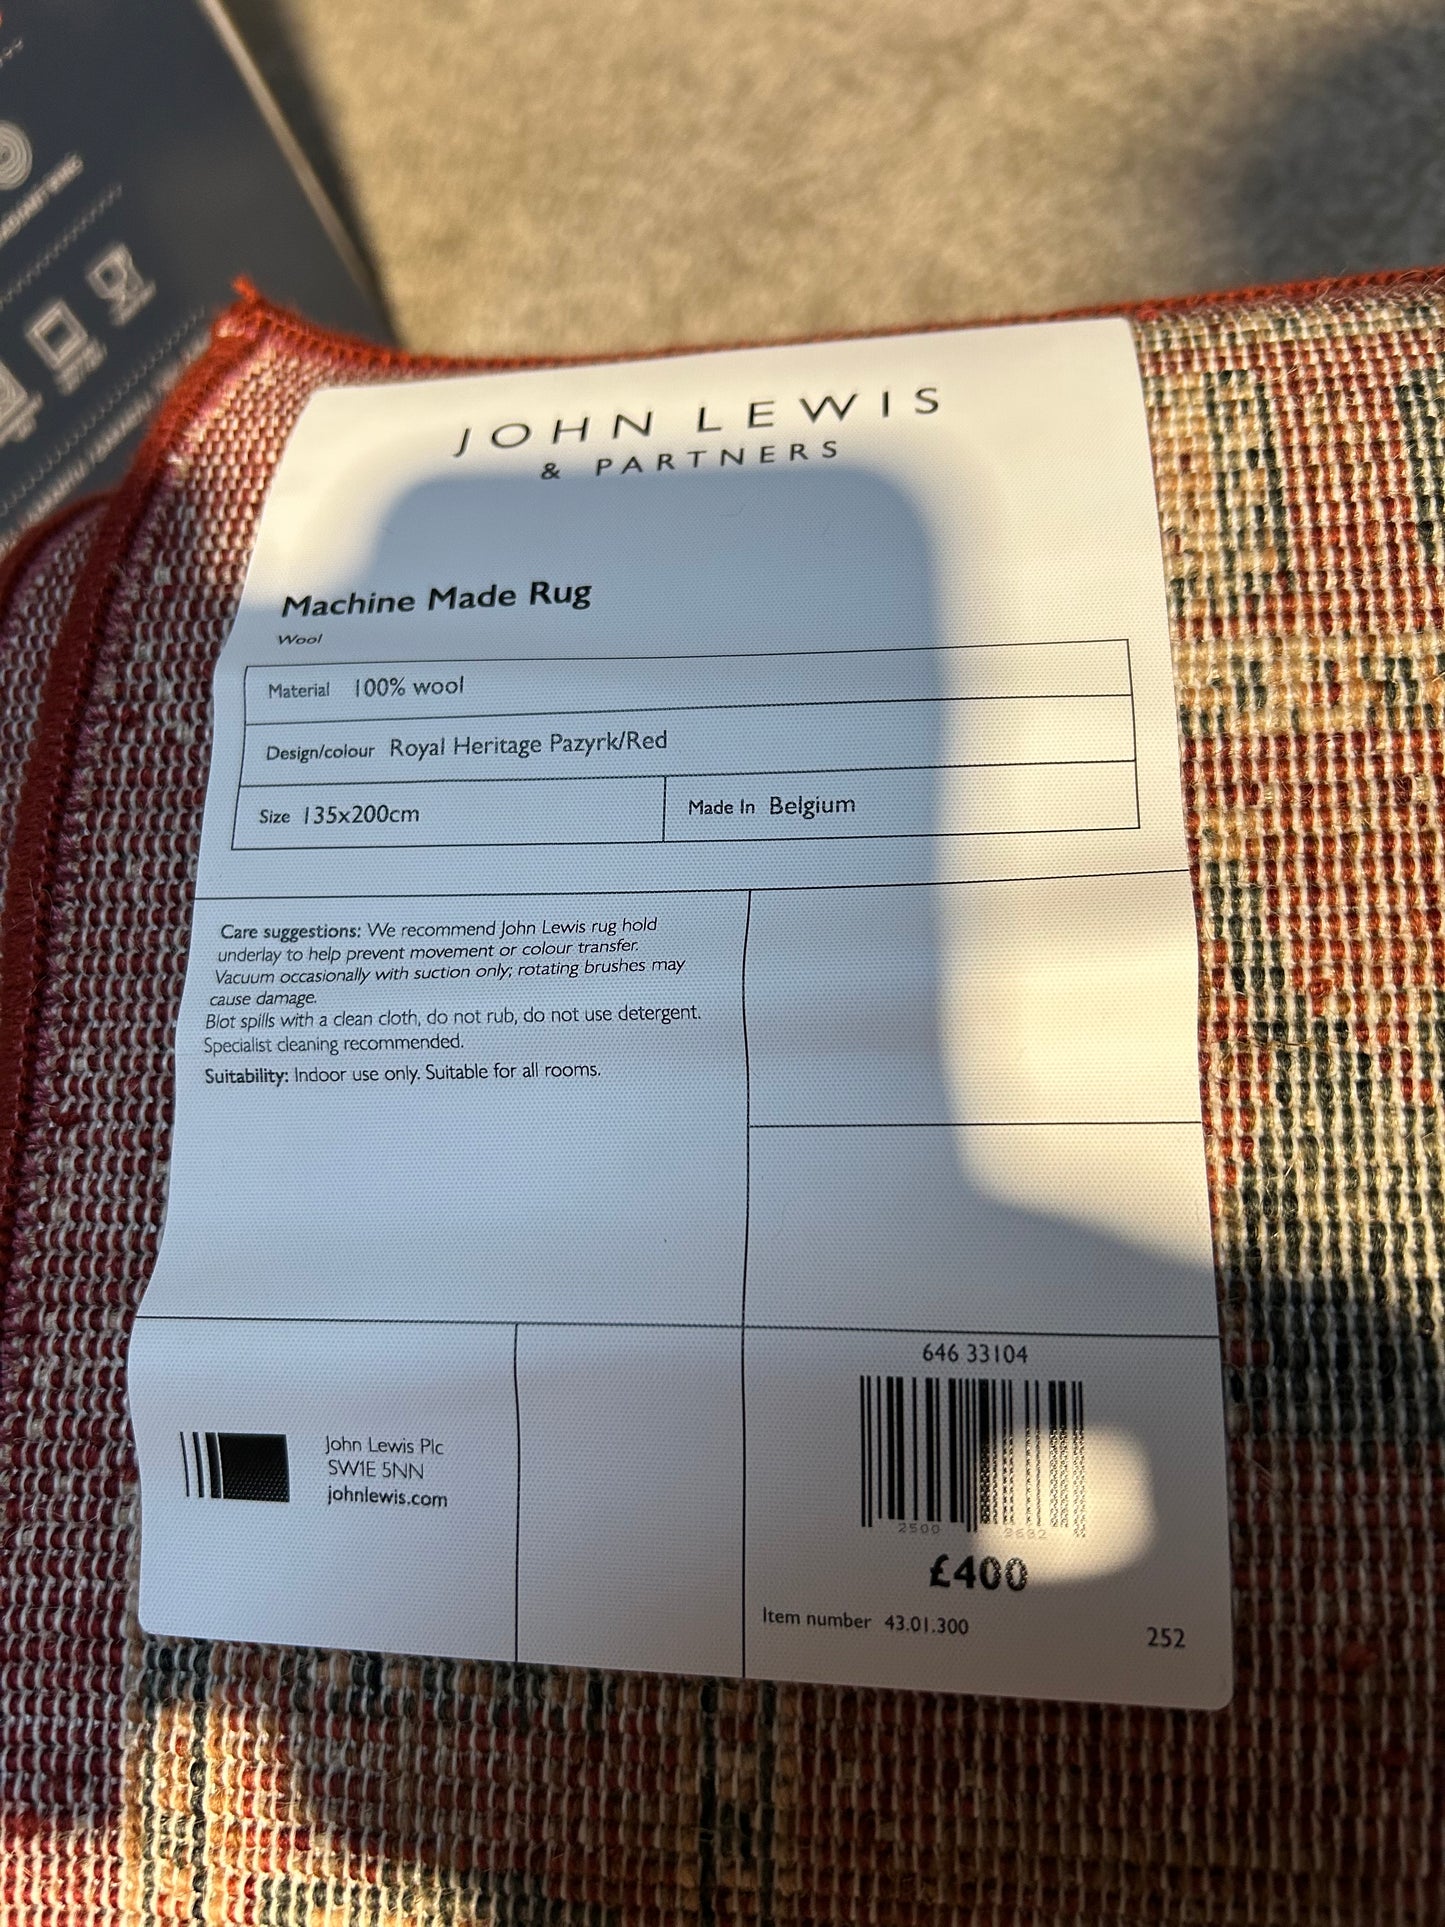 JOHN LEWIS
& PARTNERS
Machine Made Rug
Wool
Material 100% wool
Design/colour Royal Heritage Pazyrk/Red
Size 135x200cm
Made In Belgium
Care suggestions: We recommend John Lewis rug hold
underlay to help prevent movement or colour transfer.
Vacuum occasionally with suction only; rotating brushes may
cause damage.
Blot spills with a clean cloth, do not rub, do not use detergent.
Specialist cleaning recommended.
Suitability: Indoor use only. Suitable for all rooms.
John Lewis Plc
SW1E 5NN
johnlewis.com
646 33104
2500
£400
Item number 43.01.300
252